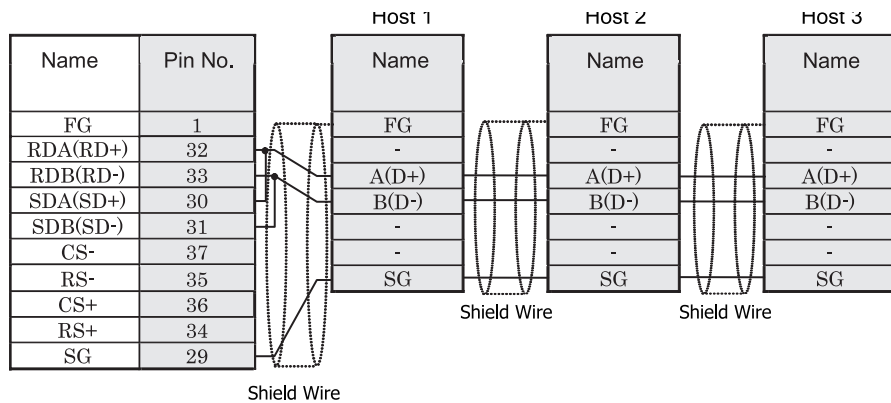 Host 1 Host 2 Host 3
Name Pin No. Name Name Name
FG 1 FG FG FG
RDA(RD+) 32 - - -
RDB(RD-) 33 A(D+) A(D+) A(D+)
SDA(SD+) 30 B(D-) B(D-) B(D-)
SDB(SD-) 31 - - -
CS- 37 - - -
RS- 35 SG SG SG
CS+ 36
Shield Wire Shield Wire
RS+ 34
SG 29
Shield Wire